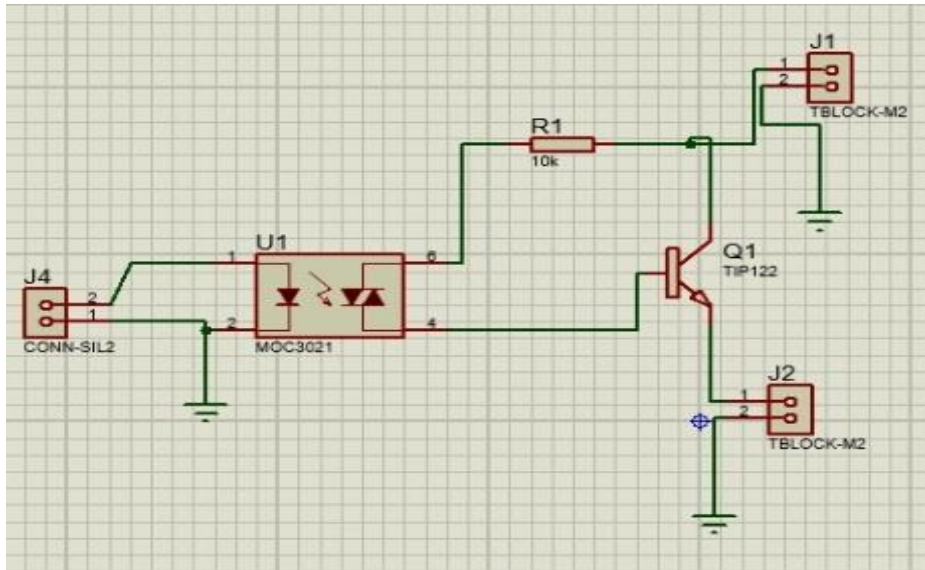 J1
1
2
TBLOCK-M2
R1
10k
U1
1
6
2
4
MOC3021
Q1
TIP122
J4
2
1
CONN-SIL2
J2
1
2
TBLOCK-M2